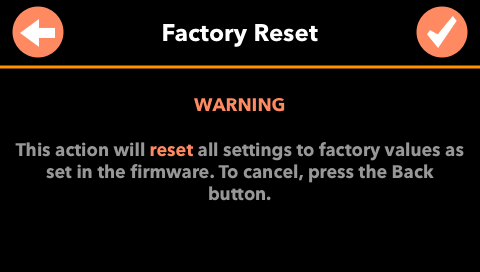 Factory Reset
WARNING
This action will reset all settings to factory values as
set in the firmware. To cancel, press the Back
button.